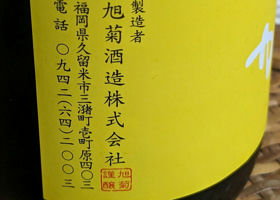 製造者
旭菊酒造株式会社
旭菊謹醸
福岡県久留米市三潴町壱町原四〇三
電話 〇九四二(六四)二〇〇三